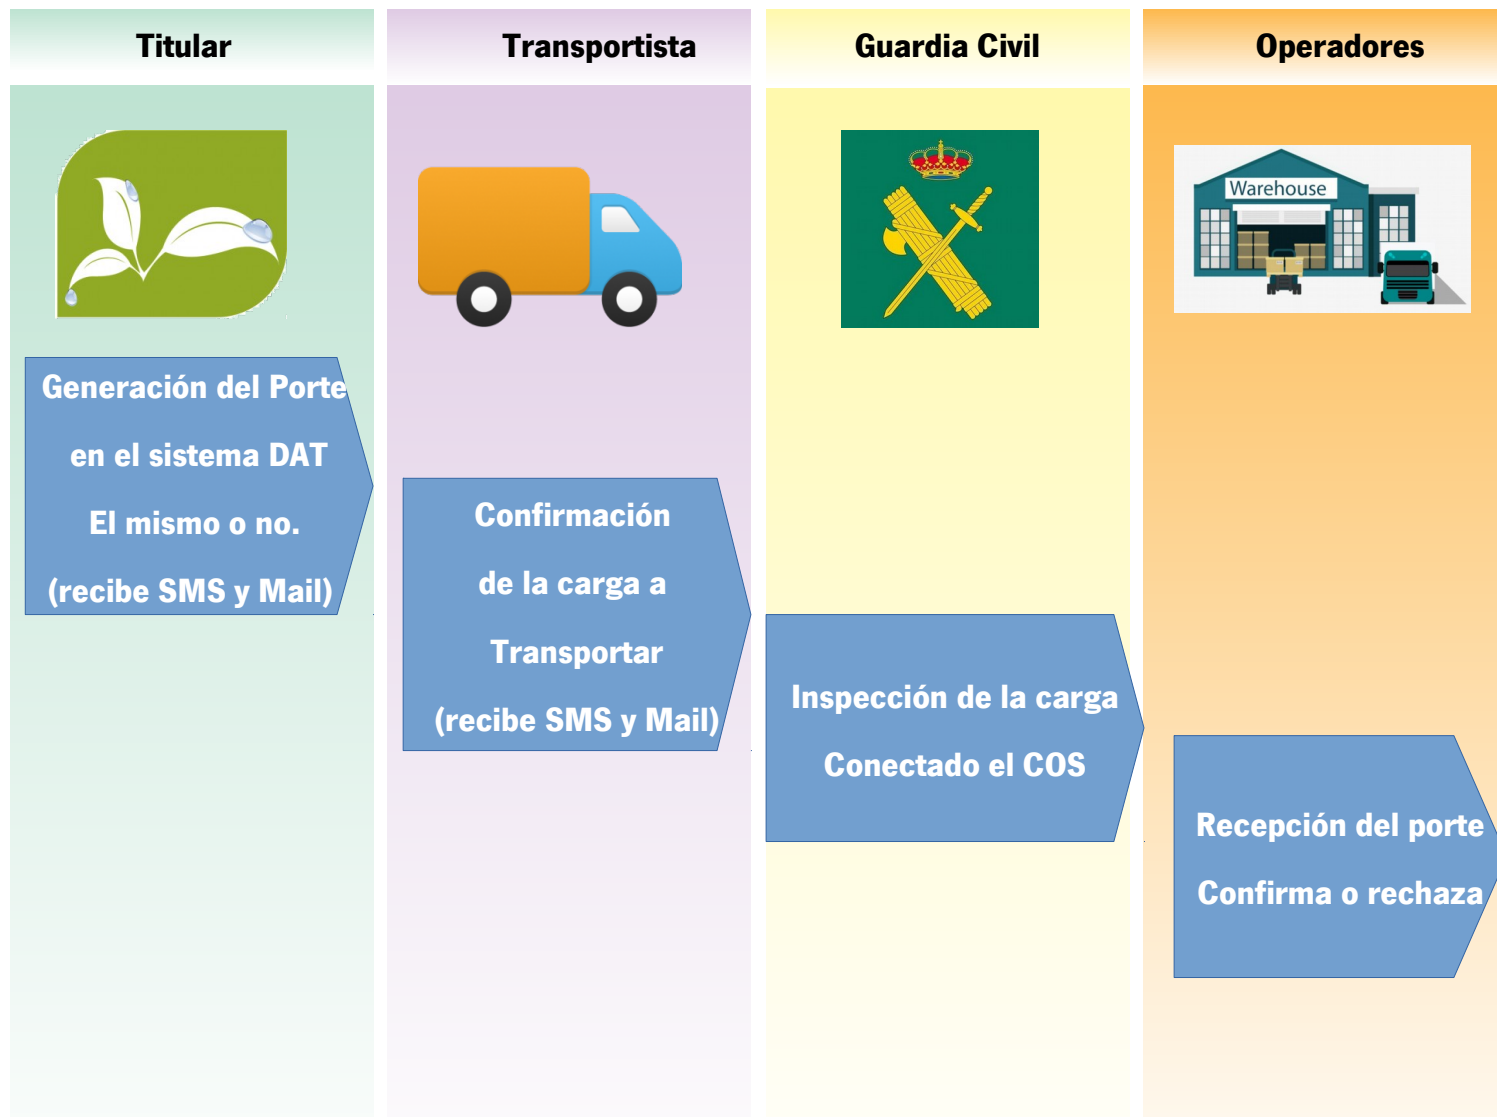 Titular
Transportista
Guardia Civil
Operadores
Warehouse
Generación del Porte
en el sistema DAT
El mismo o no.
(recibe SMS y Mail)
Confirmación
de la carga a
Transportar
(recibe SMS y Mail)
Inspección de la carga
Conectado el COS
Recepción del porte
Confirma o rechaza